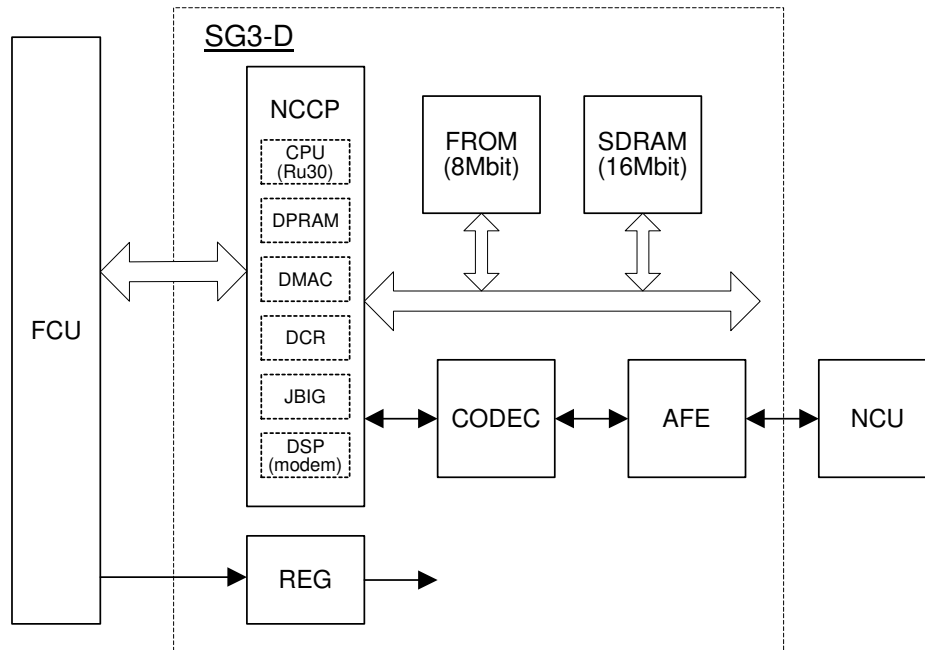 SG3-D
FCU
NCCP
CPU
(Ru30)
DPRAM
DMAC
DCR
JBIG
DSP
(modem)
FROM
(8Mbit)
SDRAM
(16Mbit)
CODEC
AFE
NCU
REG